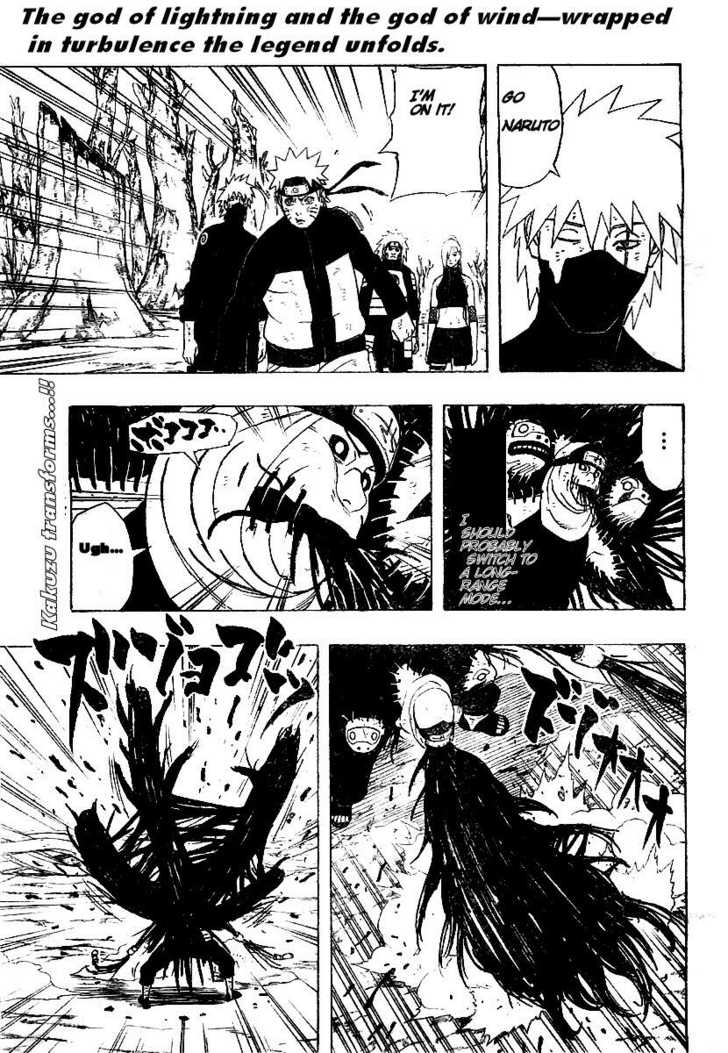 The god of lightning and the god of wind—wrapped
in turbulence the legend unfolds.
GO
NARUTO
I'M
ON IT!
Kakuzu transforms...!!
...
I
SHOULD
PROBABLY
SWITCH TO
A LONG-
RANGE
MODE...
Ugh...